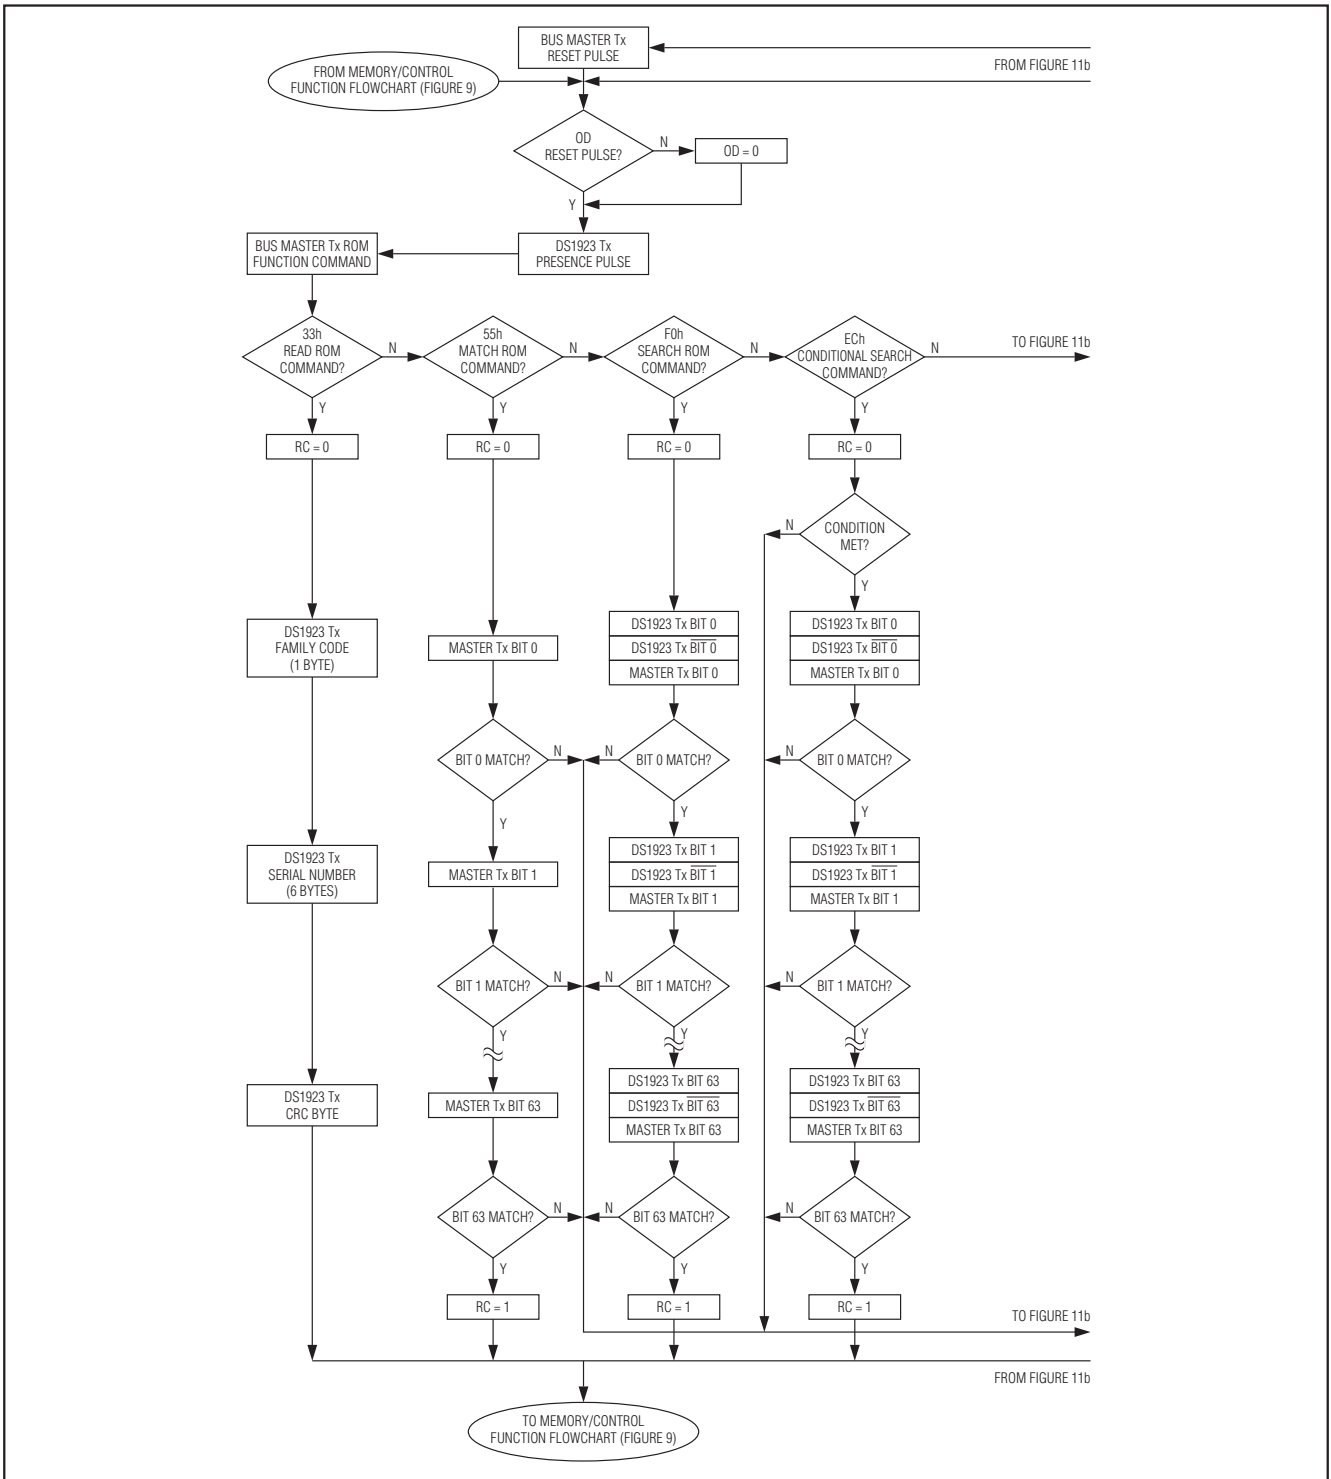 BUS MASTER Tx
RESET PULSE
FROM FIGURE 11b
FROM MEMORY/CONTROL
FUNCTION FLOWCHART (FIGURE 9)
OD
RESET PULSE?
N
OD = 0
Y
BUS MASTER Tx ROM
FUNCTION COMMAND
DS1923 Tx
PRESENCE PULSE
33h
READ ROM
COMMAND?
N
55h
MATCH ROM
COMMAND?
N
F0h
SEARCH ROM
COMMAND?
N
ECh
CONDITIONAL SEARCH
COMMAND?
N
TO FIGURE 11b
Y
Y
Y
Y
RC = 0
RC = 0
RC = 0
RC = 0
N
CONDITION
MET?
Y
DS1923 Tx
FAMILY CODE
(1 BYTE)
MASTER Tx BIT 0
DS1923 Tx BIT 0
DS1923 Tx BIT 0
MASTER Tx BIT 0
DS1923 Tx BIT 0
DS1923 Tx BIT 0
MASTER Tx BIT 0
BIT 0 MATCH?
N
N
BIT 0 MATCH?
N
BIT 0 MATCH?
Y
Y
Y
DS1923 Tx
SERIAL NUMBER
(6 BYTES)
MASTER Tx BIT 1
DS1923 Tx BIT 1
DS1923 Tx BIT 1
MASTER Tx BIT 1
DS1923 Tx BIT 1
DS1923 Tx BIT 1
MASTER Tx BIT 1
BIT 1 MATCH?
N
N
BIT 1 MATCH?
N
BIT 1 MATCH?
Y
Y
Y
DS1923 Tx
CRC BYTE
MASTER Tx BIT 63
DS1923 Tx BIT 63
DS1923 Tx BIT 63
MASTER Tx BIT 63
DS1923 Tx BIT 63
DS1923 Tx BIT 63
MASTER Tx BIT 63
BIT 63 MATCH?
N
N
BIT 63 MATCH?
N
BIT 63 MATCH?
Y
Y
Y
RC = 1
RC = 1
RC = 1
TO FIGURE 11b
FROM FIGURE 11b
TO MEMORY/CONTROL
FUNCTION FLOWCHART (FIGURE 9)